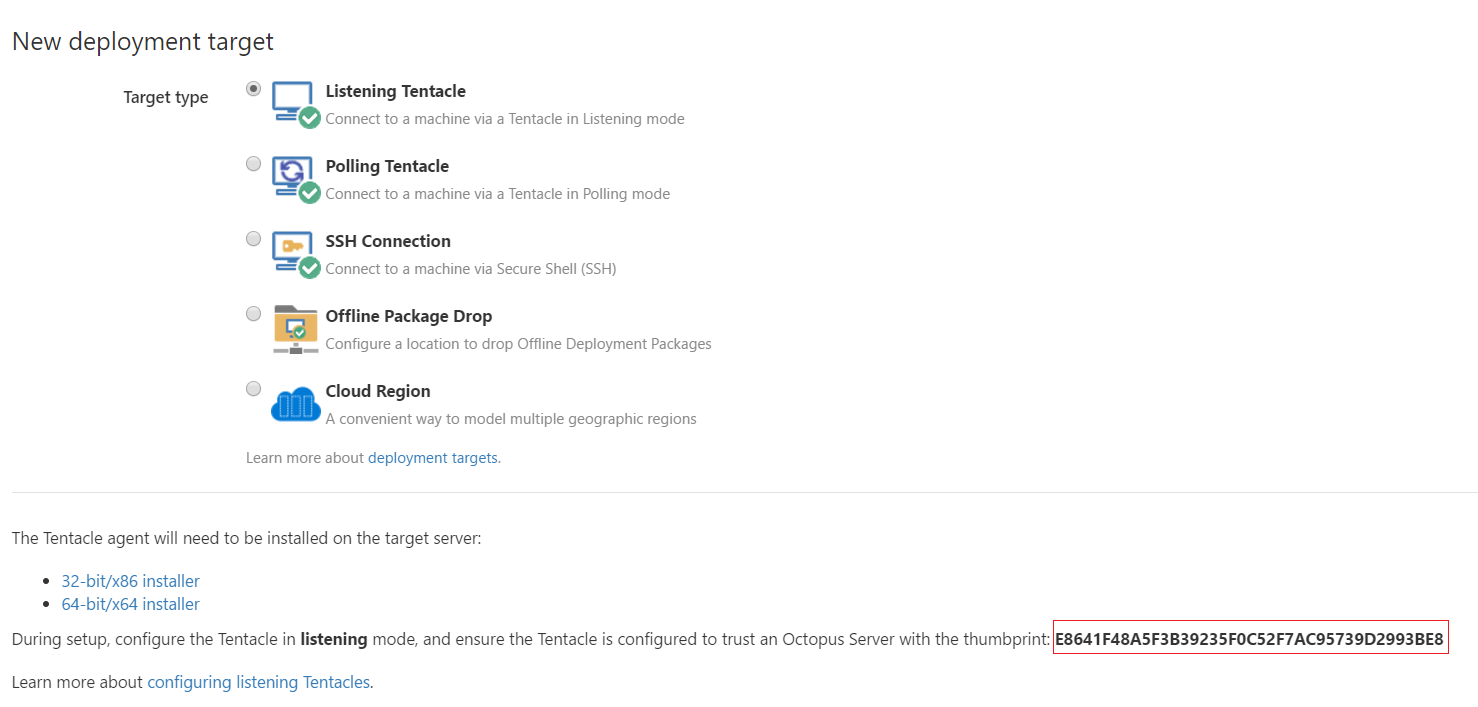 New deployment target
Target type
Listening Tentacle
Connect to a machine via a Tentacle in Listening mode
Polling Tentacle
Connect to a machine via a Tentacle in Polling mode
SSH Connection
Connect to a machine via Secure Shell (SSH)
Offline Package Drop
Configure a location to drop Offline Deployment Packages
Cloud Region
A convenient way to model multiple geographic regions
Learn more about deployment targets.
The Tentacle agent will need to be installed on the target server:
• 32-bit/x86 installer
• 64-bit/x64 installer
During setup, configure the Tentacle in listening mode, and ensure the Tentacle is configured to trust an Octopus Server with the thumbprint: E8641F48A5F3B39235F0C52F7AC95739D2993BE8
Learn more about configuring listening Tentacles.